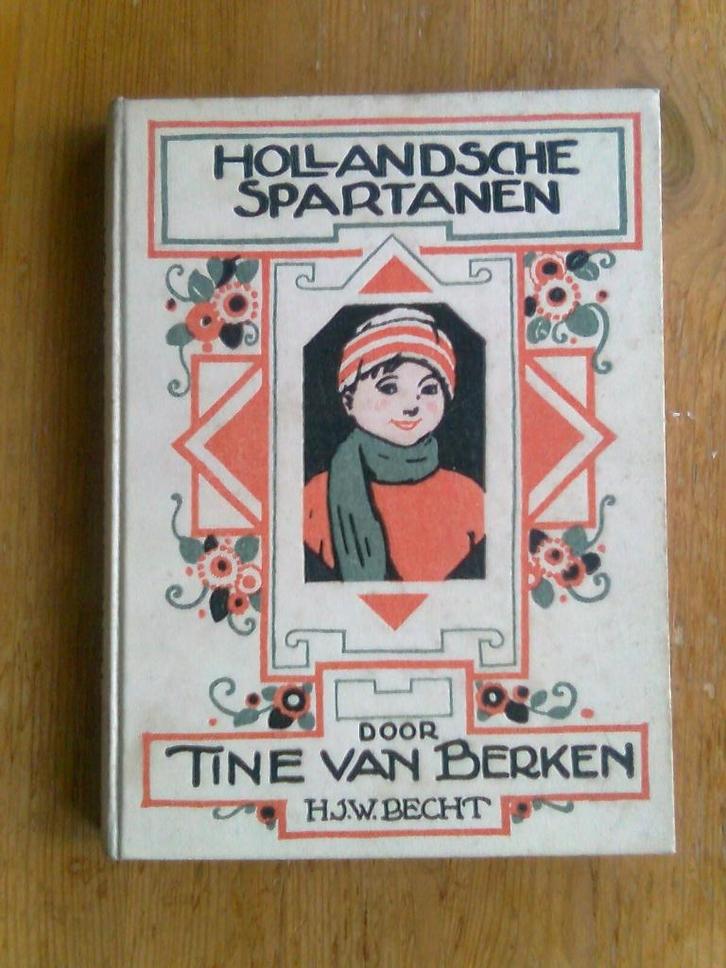 HOLLANDSCHE
SPARTANEN
DOOR
TINE VAN BERKEN
H.J.W. BECHT